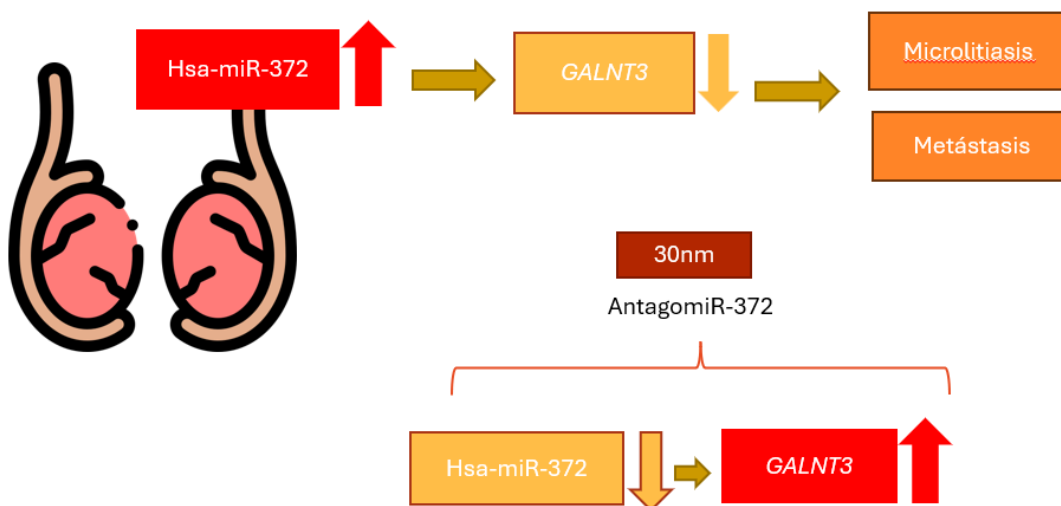 Hsa-miR-372
GALNT3
Microlitiasis
Metástasis
30nm
AntagomiR-372
Hsa-miR-372
GALNT3